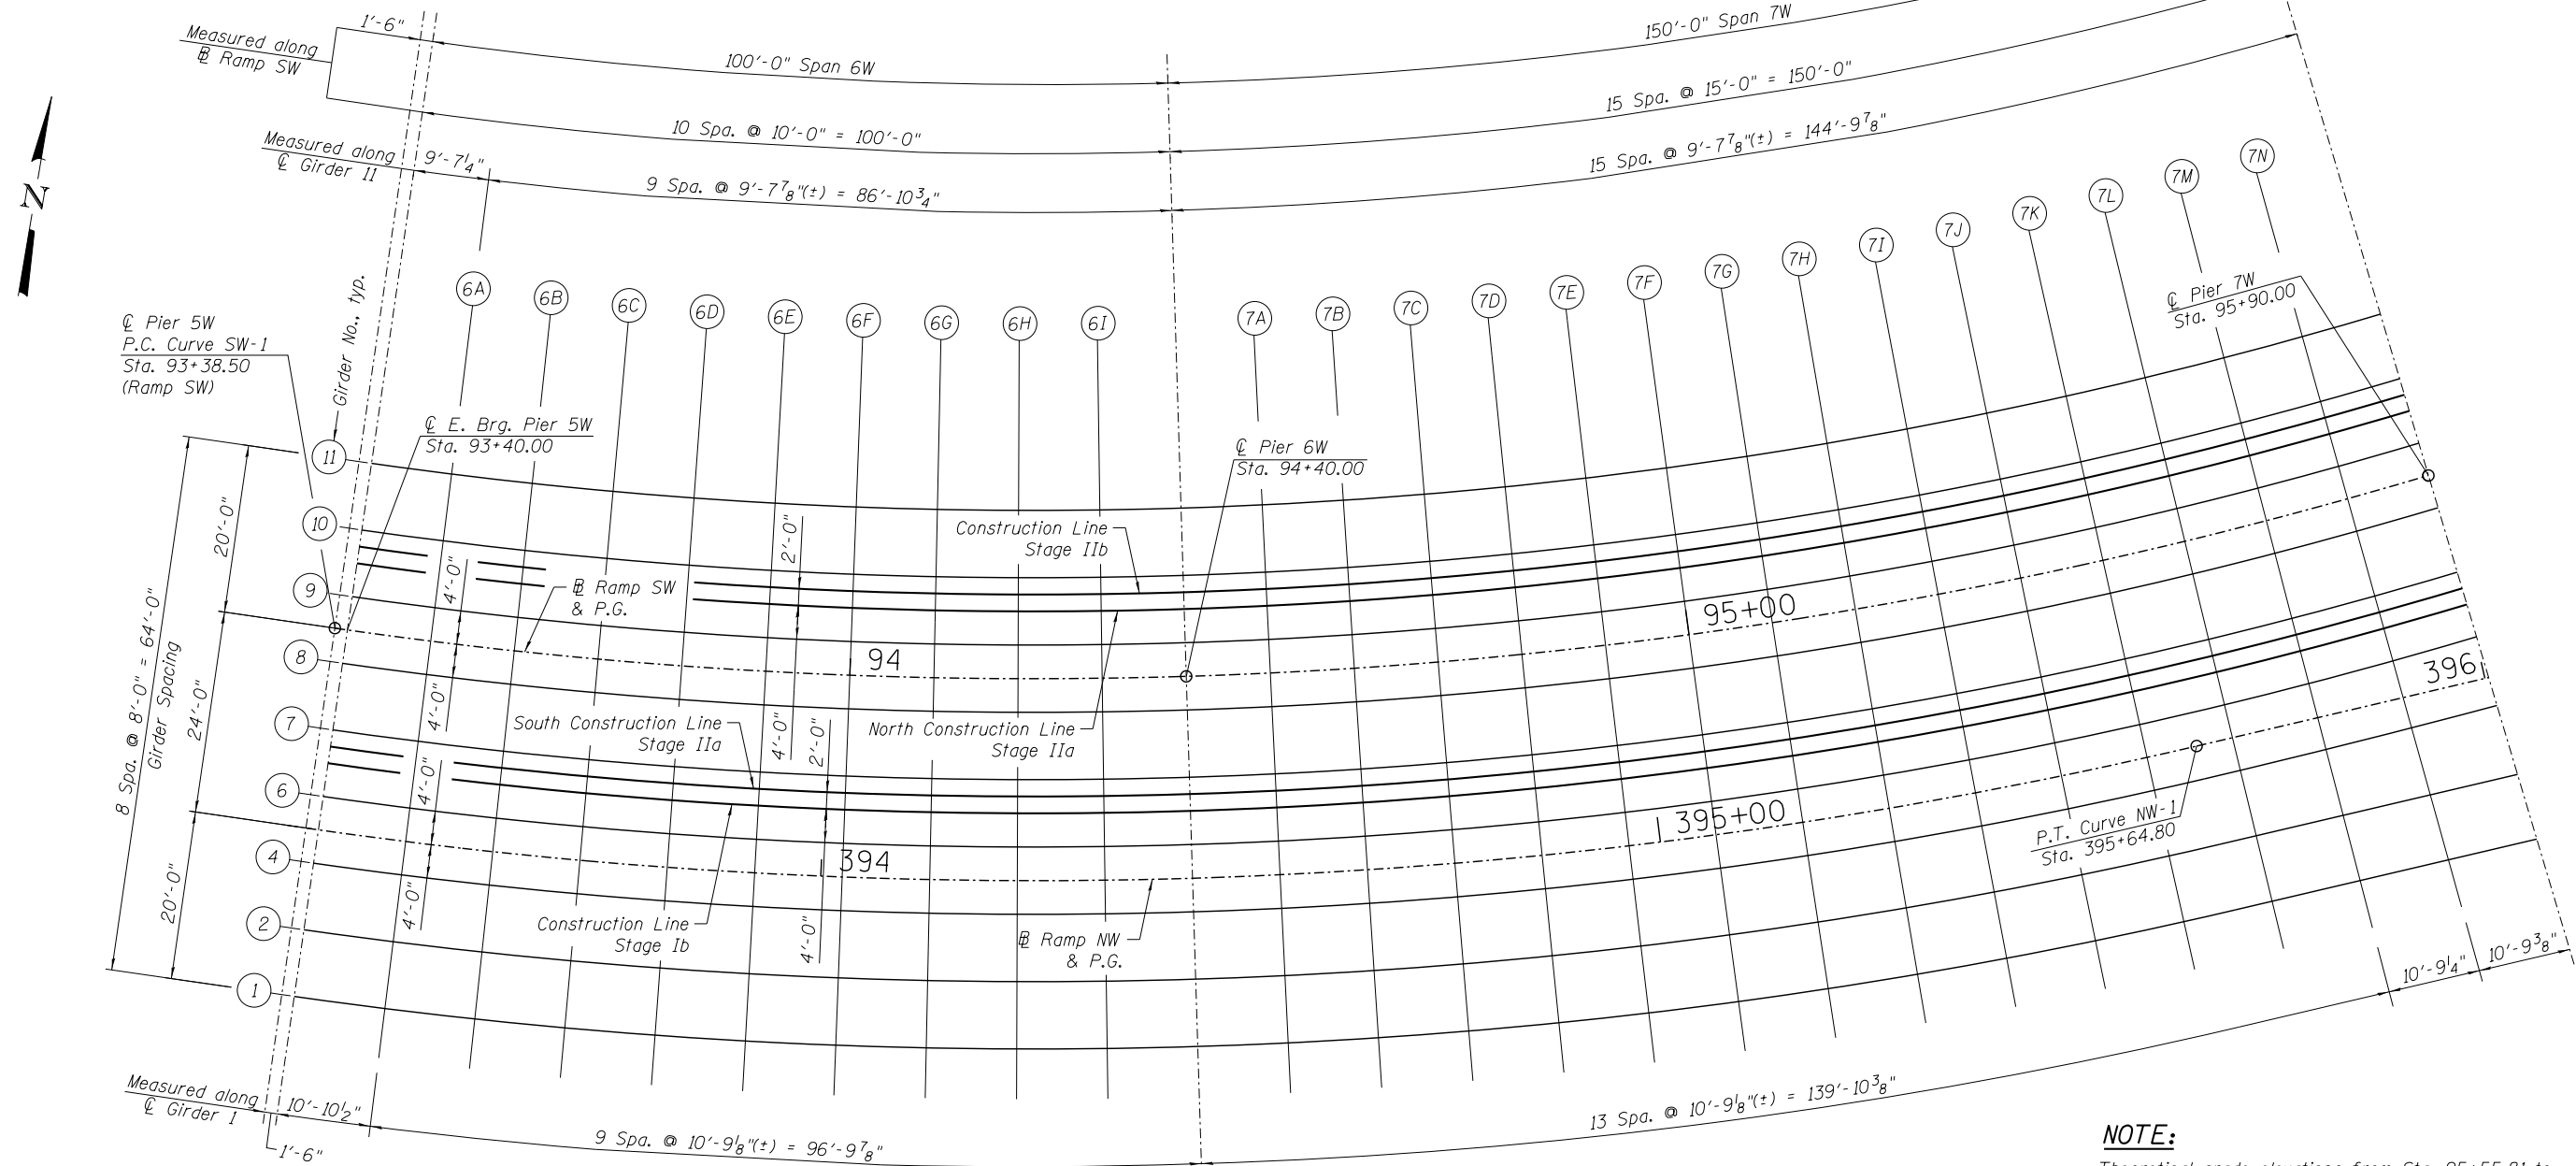 1'-6"
Measured along
℄ Ramp SW
100'-0" Span 6W
150'-0" Span 7W
10 Spa. @ 10'-0" = 100'-0"
15 Spa. @ 15'-0" = 150'-0"
Measured along
℄ Girder 11
9'-7¼"
9 Spa. @ 9'-7⅞"(±) = 86'-10¾"
15 Spa. @ 9'-7⅞"(±) = 144'-9⅞"
N
6A
6B
6C
6D
6E
6F
6G
6H
6I
7A
7B
7C
7D
7E
7F
7G
7H
7I
7J
7K
7L
7M
7N
Girder No., typ.
℄ Pier 5W
P.C. Curve SW-1
Sta. 93+38.50
(Ramp SW)
℄ E. Brg. Pier 5W
Sta. 93+40.00
℄ Pier 6W
Sta. 94+40.00
℄ Pier 7W
Sta. 95+90.00
11
10
9
8
7
6
4
2
1
8 Spa. @ 8'-0" = 64'-0"
Girder Spacing
20'-0"
24'-0"
20'-0"
4'-0"
4'-0"
2'-0"
4'-0"
Construction Line
Stage IIb
℄ Ramp SW
& P.G.
94
95+00
South Construction Line
Stage IIa
North Construction Line
Stage IIa
4'-0"
4'-0"
2'-0"
4'-0"
394
395+00
396
Construction Line
Stage Ib
℄ Ramp NW
& P.G.
P.T. Curve NW-1
Sta. 395+64.80
Measured along
℄ Girder 1
10'-10½"
1'-6"
9 Spa. @ 10'-9⅛"(±) = 96'-9⅞"
13 Spa. @ 10'-9⅛"(±) = 139'-10⅜"
10'-9¼"
10'-9⅜"
NOTE: